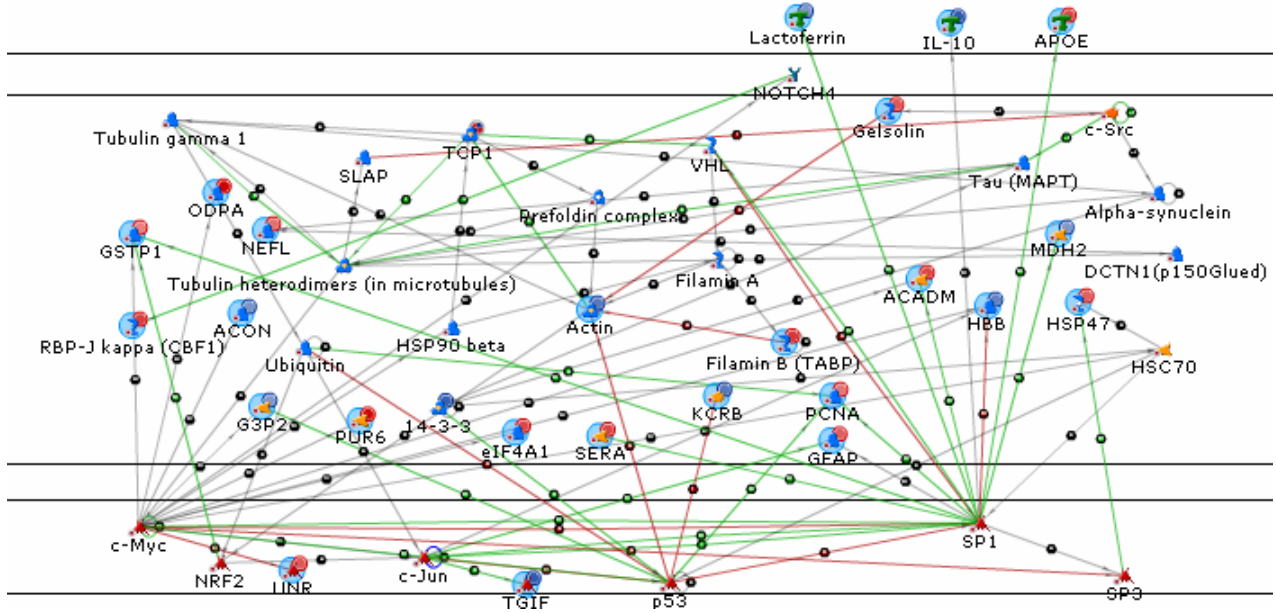 Lactoferrin
IL-10
APOE
NOTCH4
Tubulin gamma 1
TCP1
Gelsolin
c-Src
SLAP
VHL
Tau (MAPT)
ODPA
Prefoldin complex
Alpha-synuclein
GSTP1
NEFL
MDH2
Tubulin heterodimers (in microtubules)
Filamin A
DCTN1(p150Glued)
ACADM
RBP-J kappa (CBF1)
ACON
Actin
HBB
HSP47
HSP90 beta
Ubiquitin
Filamin B (TABP)
HSC70
G3P2
PUR6
14-3-3
eIF4A1
SERA
KCRB
PCNA
GFAP
c-Myc
NRF2
c-Jun
TGIF
p53
SP1
SP3